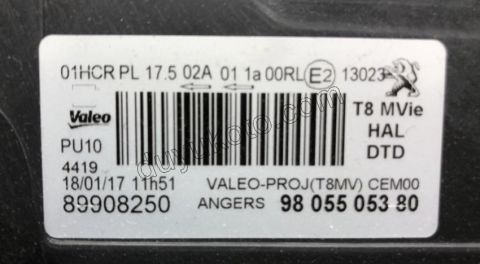 01HCR PL 17.5 02A 01 1a 00RL E2 13023
Valeo
T8 MVie
HAL
DTD
PU10
4419
18/01/17 11h51 VALEO-PROJ(T8MV) CEM00
89908250 ANGERS 98 055 053 80
duyukoto.com